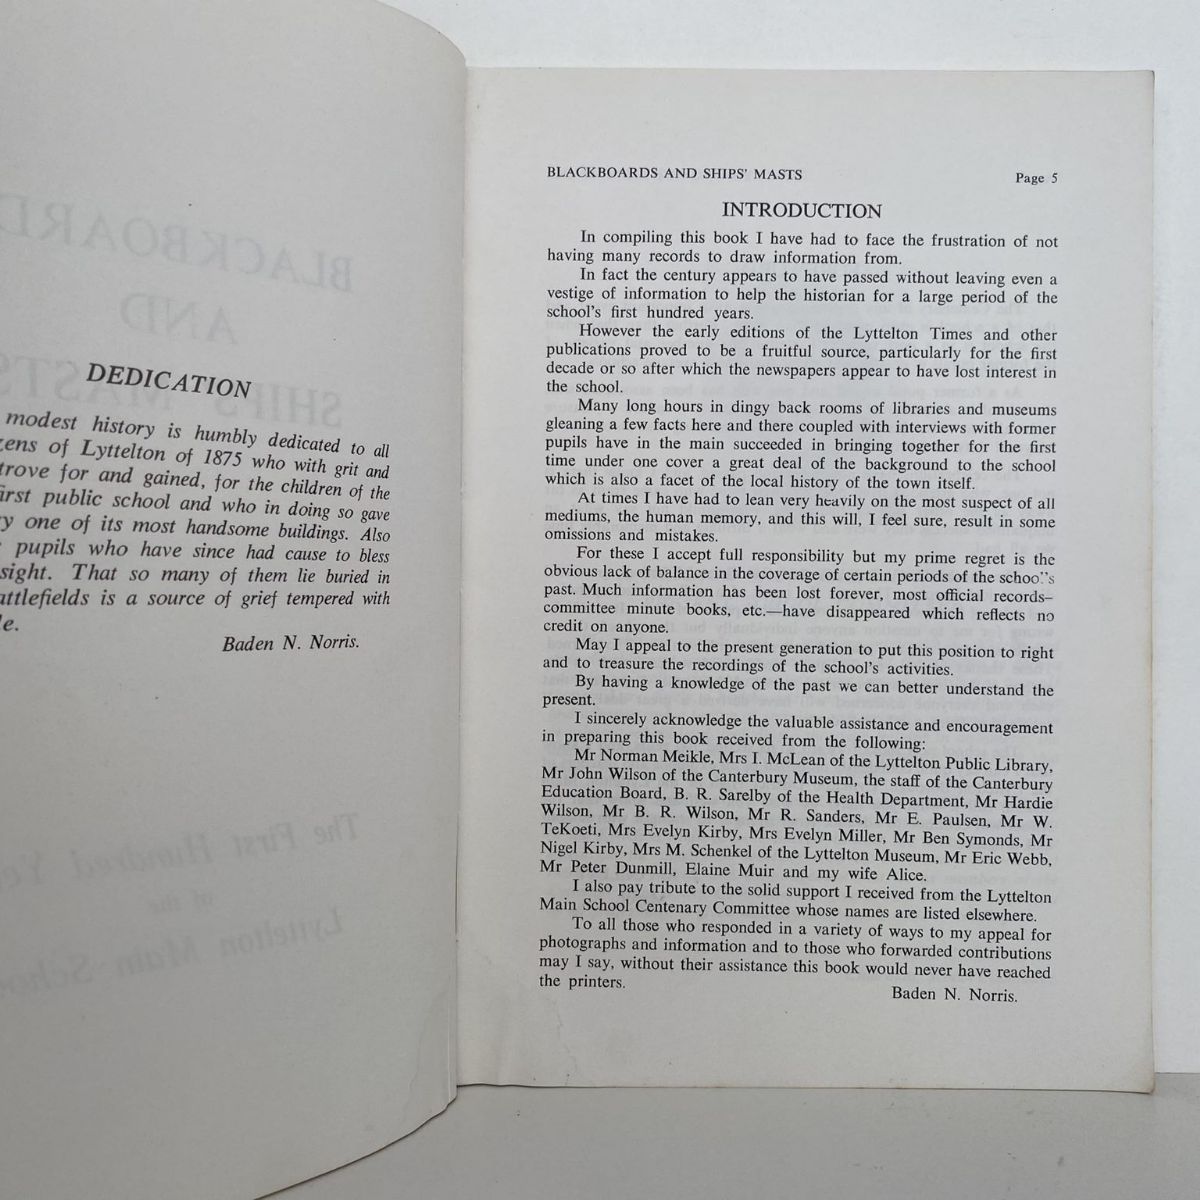 DEDICATION
modest history is humbly dedicated to all
of Lyttelton of 1875 who with grit and
for and gained, for the children of the
public school and who in doing so gave
one of its most handsome buildings. Also
pupils who have since had cause to bless
That so many of them lie buried in
is a source of grief tempered with
Baden N. Norris.
BLACKBOARDS AND SHIPS' MASTS Page 5
INTRODUCTION
In compiling this book I have had to face the frustration of not
having many records to draw information from.
In fact the century appears to have passed without leaving even a
vestige of information to help the historian for a large period of the
school's first hundred years.
However the early editions of the Lyttelton Times and other
publications proved to be a fruitful source, particularly for the first
decade or so after which the newspapers appear to have lost interest in
the school.
Many long hours in dingy back rooms of libraries and museums
gleaning a few facts here and there coupled with interviews with former
pupils have in the main succeeded in bringing together for the first
time under one cover a great deal of the background to the school
which is also a facet of the local history of the town itself.
At times I have had to lean very heavily on the most suspect of all
mediums, the human memory, and this will, I feel sure, result in some
omissions and mistakes.
For these I accept full responsibility but my prime regret is the
obvious lack of balance in the coverage of certain periods of the school's
past. Much information has been lost forever, most official records–
committee minute books, etc.—have disappeared which reflects no
credit on anyone.
May I appeal to the present generation to put this position to right
and to treasure the recordings of the school's activities.
By having a knowledge of the past we can better understand the
present.
I sincerely acknowledge the valuable assistance and encouragement
in preparing this book received from the following:
Mr Norman Meikle, Mrs I. McLean of the Lyttelton Public Library,
Mr John Wilson of the Canterbury Museum, the staff of the Canterbury
Education Board, B. R. Sarelby of the Health Department, Mr Hardie
Wilson, Mr B. R. Wilson, Mr R. Sanders, Mr E. Paulsen, Mr W.
TeKoeti, Mrs Evelyn Kirby, Mrs Evelyn Miller, Mr Ben Symonds, Mr
Nigel Kirby, Mrs M. Schenkel of the Lyttelton Museum, Mr Eric Webb,
Mr Peter Dunmill, Elaine Muir and my wife Alice.
I also pay tribute to the solid support I received from the Lyttelton
Main School Centenary Committee whose names are listed elsewhere.
To all those who responded in a variety of ways to my appeal for
photographs and information and to those who forwarded contributions
may I say, without their assistance this book would never have reached
the printers.
Baden N. Norris.